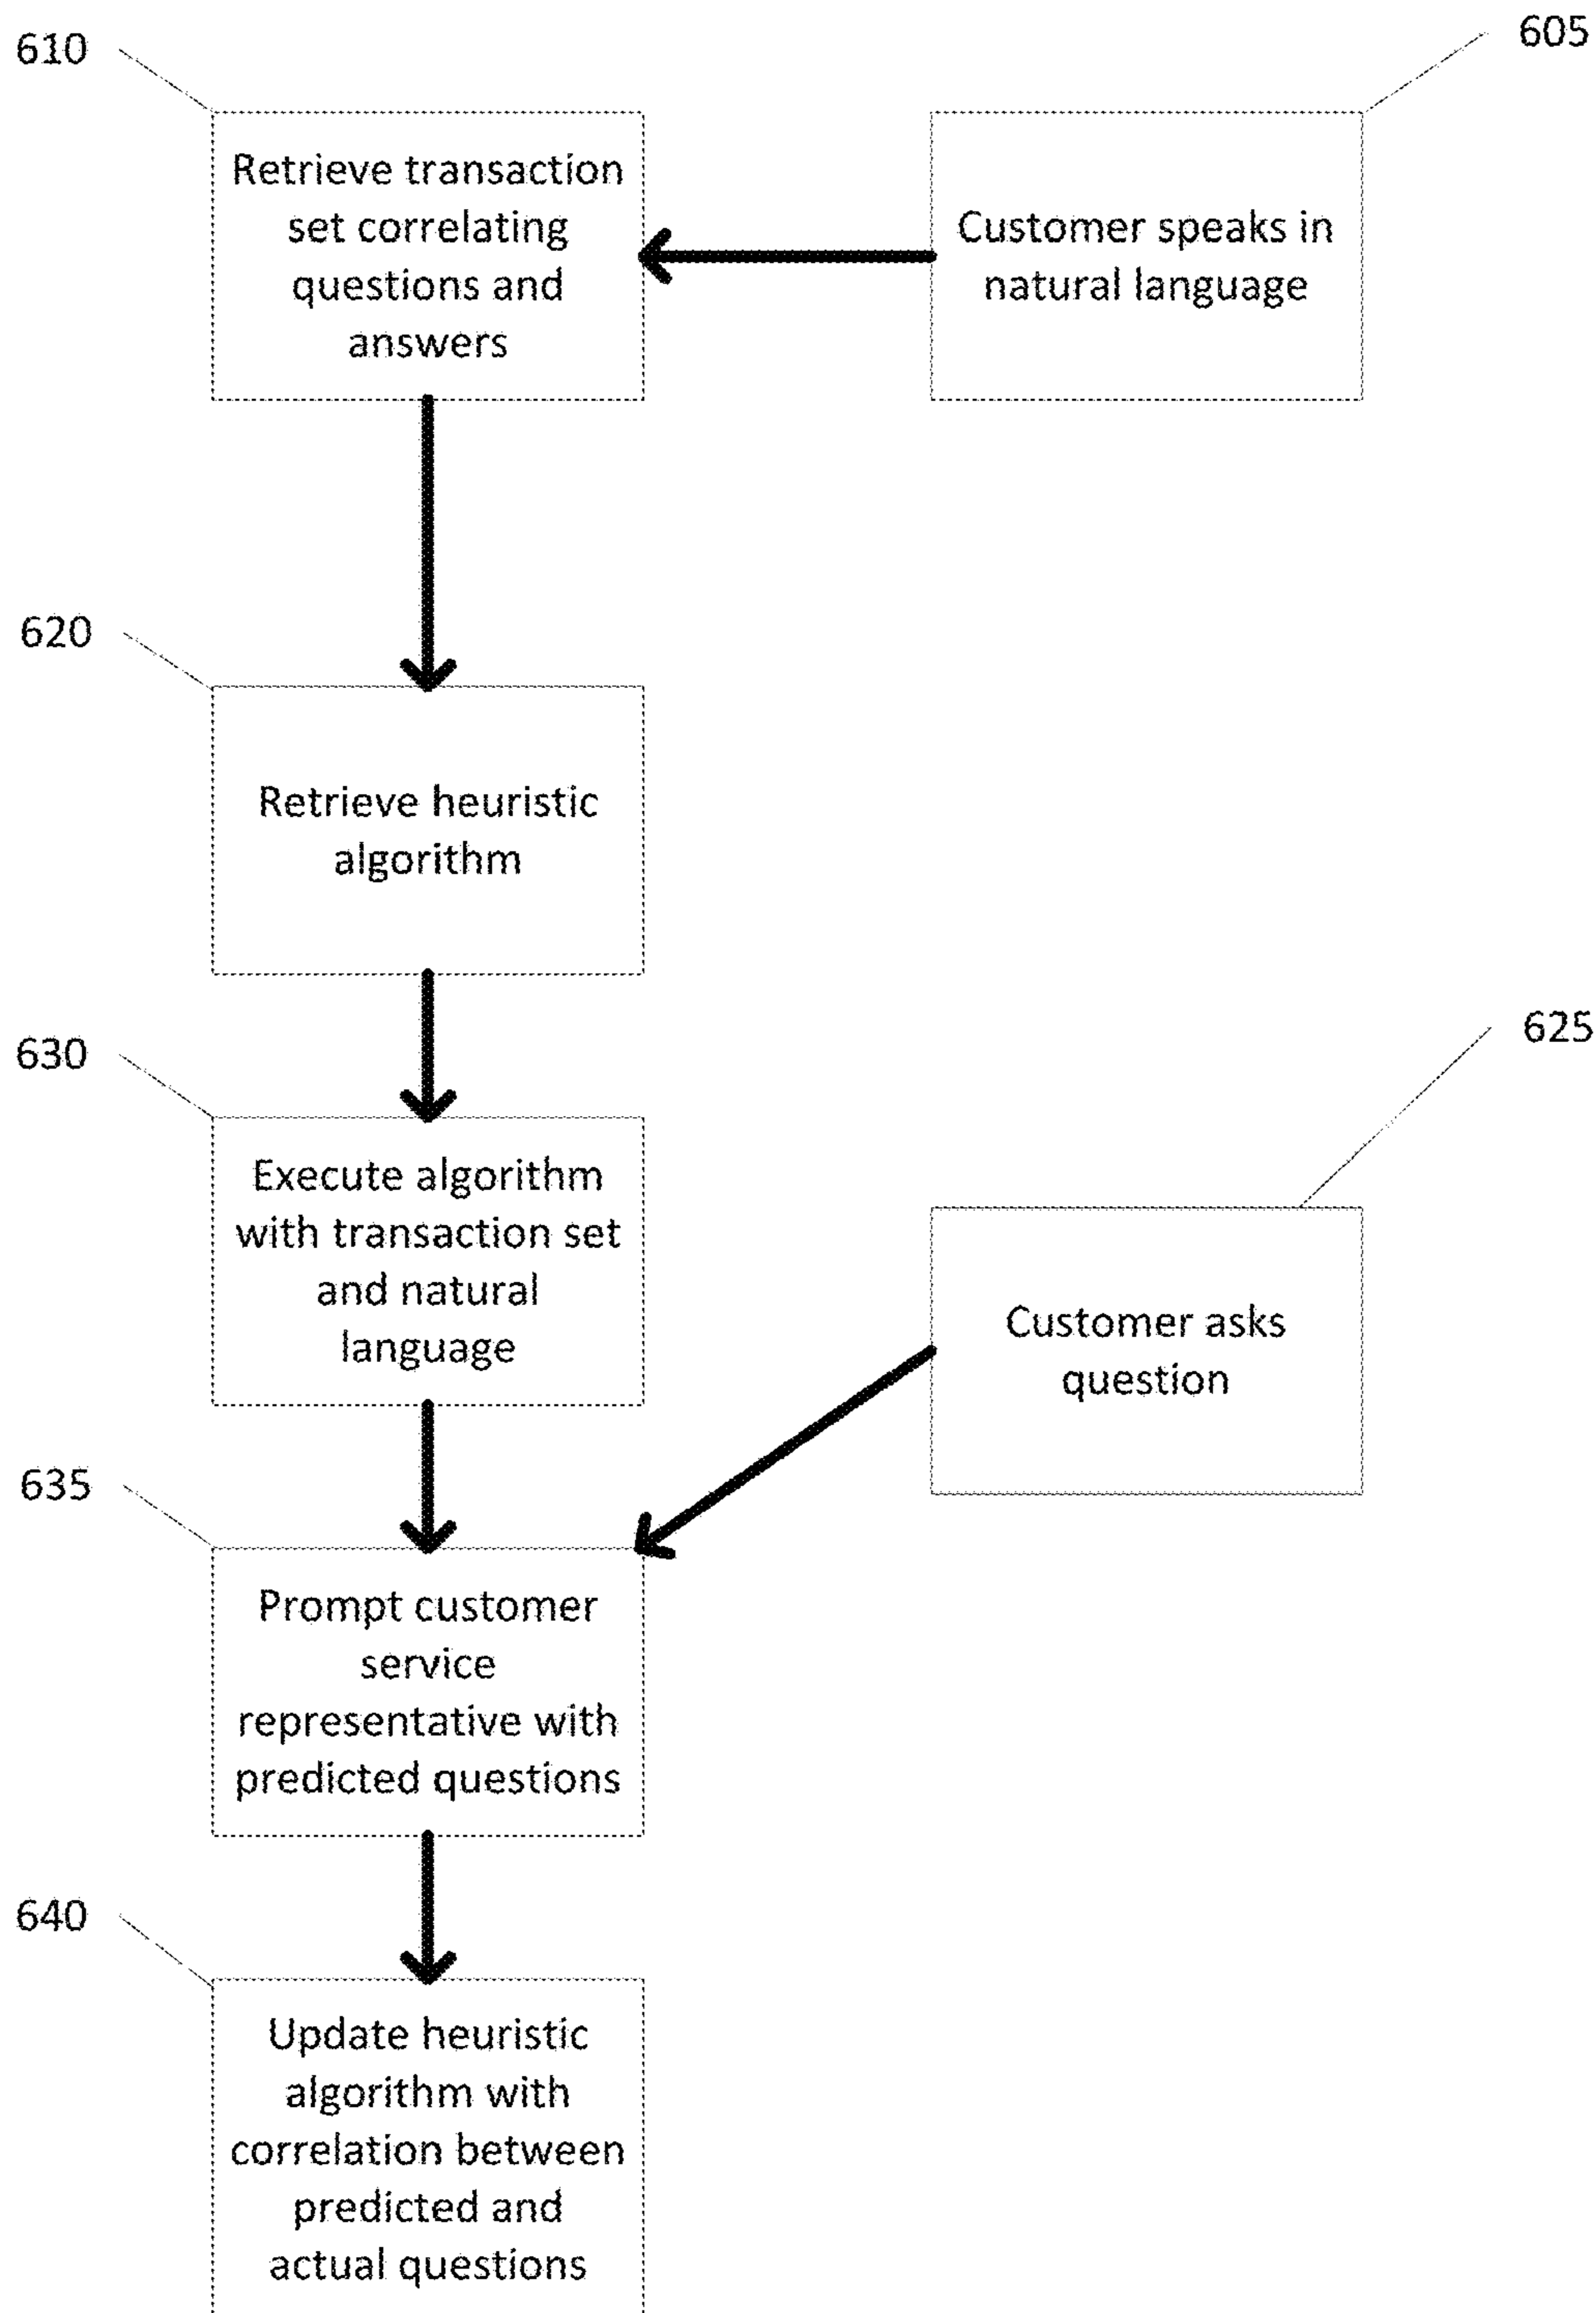 610
605
Retrieve transaction
set correlating
questions and
answers
Customer speaks in
natural language
620
Retrieve heuristic
algorithm
630
625
Execute algorithm
with transaction set
and natural
language
Customer asks
question
635
Prompt customer
service
representative with
predicted questions
640
Update heuristic
algorithm with
correlation between
predicted and
actual questions